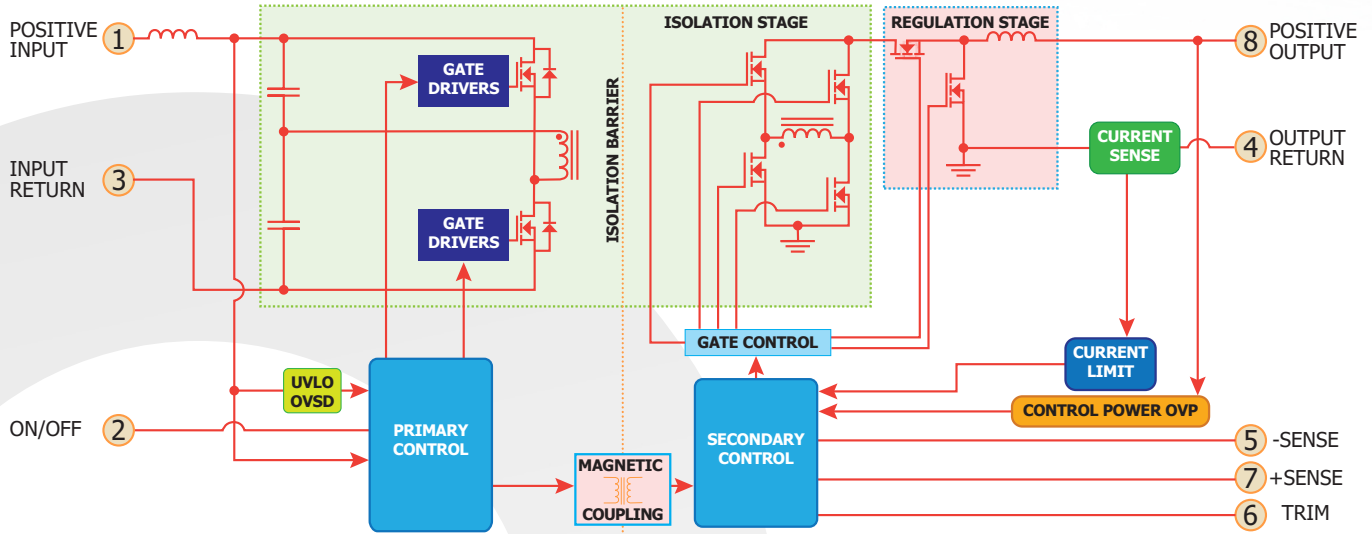 ISOLATION STAGE
REGULATION STAGE
POSITIVE
INPUT
1
8
POSITIVE
OUTPUT
GATE
DRIVERS
ISOLATION BARRIER
INPUT
RETURN
3
CURRENT
SENSE
4
OUTPUT
RETURN
GATE
DRIVERS
GATE CONTROL
CURRENT
LIMIT
UVLO
OVSD
CONTROL POWER OVP
ON/OFF
2
PRIMARY
CONTROL
SECONDARY
CONTROL
5
-SENSE
MAGNETIC
COUPLING
7
+SENSE
6
TRIM